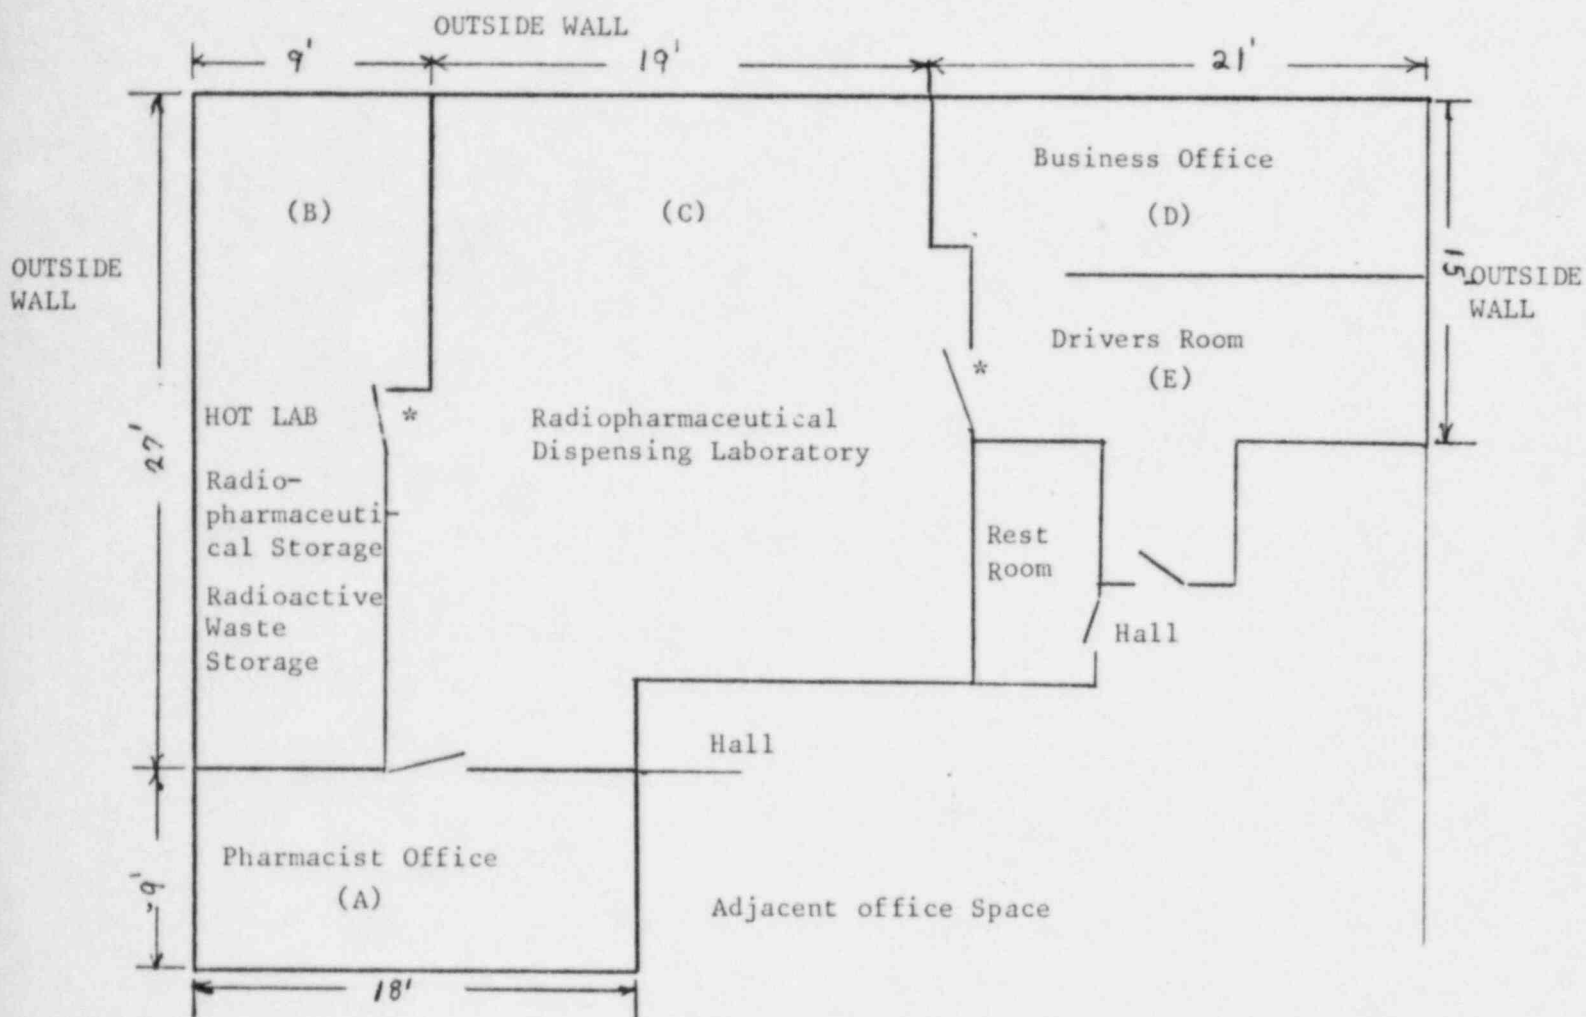 OUTSIDE WALL
9'
19'
21'
Business Office
(B)
(C)
(D)
OUTSIDE
WALL
15'
OUTSIDE
WALL
Drivers Room
*
(E)
HOT LAB
*
Radiopharmaceutical
Dispensing Laboratory
27'
Radio-
pharmaceuti
cal Storage
Rest
Room
Radioactive
Waste
Storage
Hall
Hall
Pharmacist Office
(A)
9'
Adjacent office Space
18'